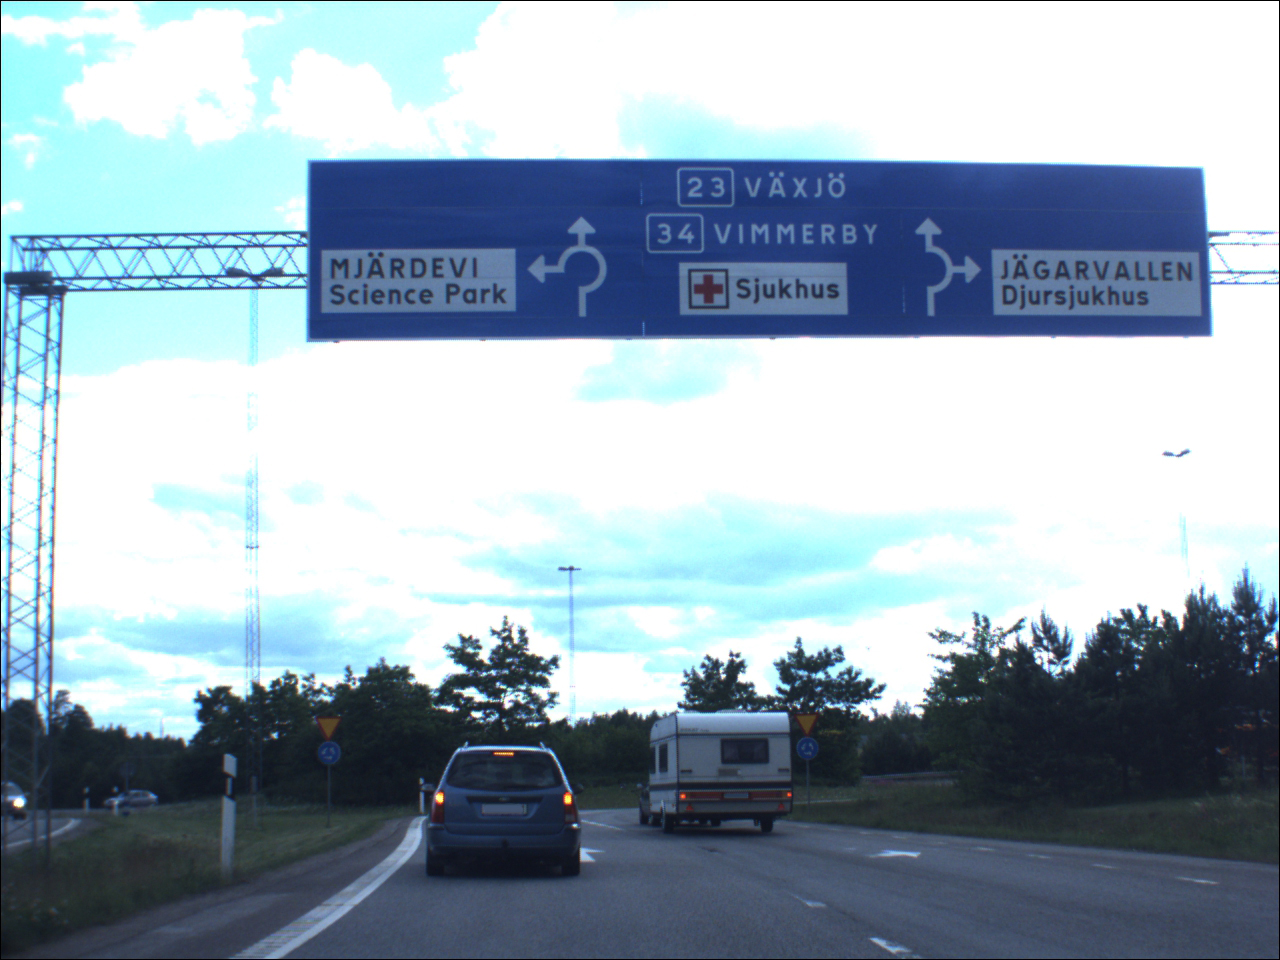 23 VÄXJÖ
34 VIMMERBY
MJÄRDEVI
Science Park
Sjukhus
JÄGARVALLEN
Djursjukhus